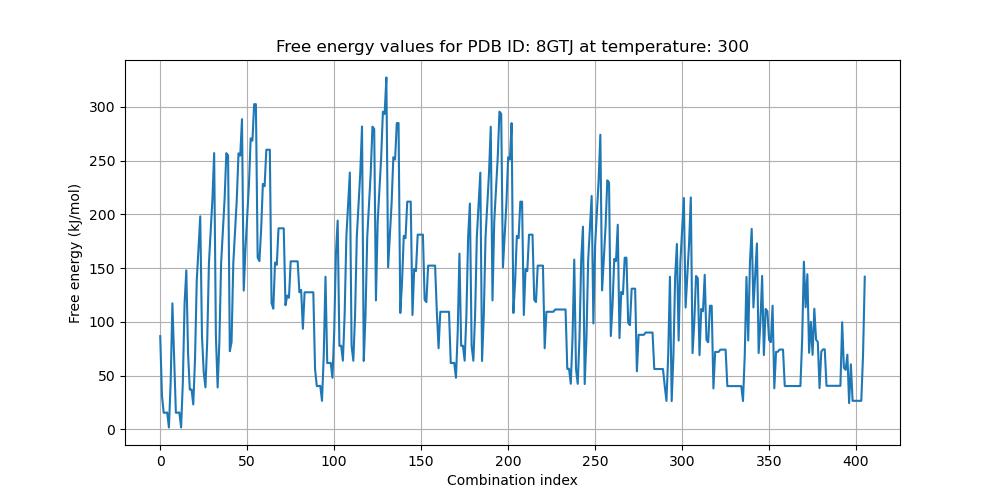 Free energy values for PDB ID: 8GTJ at temperature: 300
Free energy (kJ/mol)
300
250
200
150
100
50
0
0 50 100 150 200 250 300 350 400
Combination index